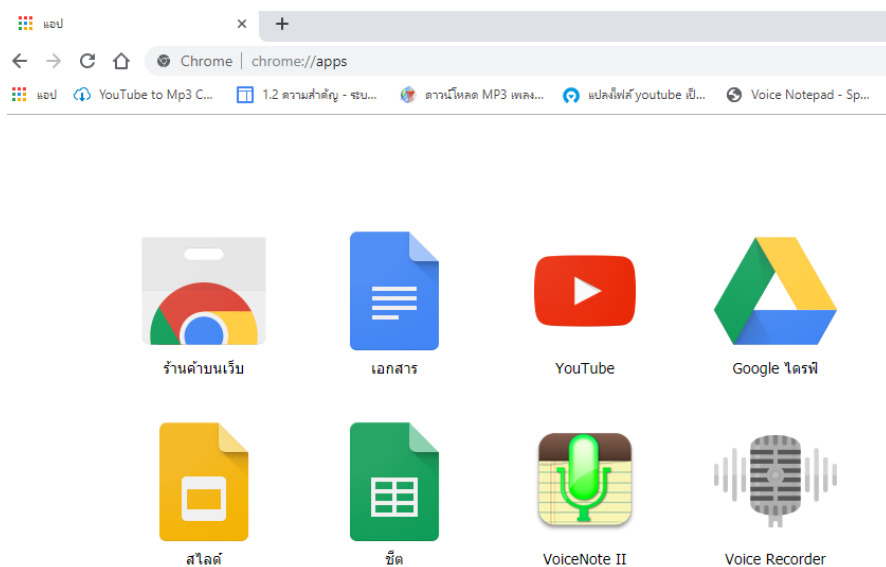 แอป
Chrome | chrome://apps
แอป YouTube to Mp3 C... 1.2 ความสำคัญ - ระบ... ดาวน์โหลด MP3 เพลง... แปลงไฟล์ youtube เป็... Voice Notepad - Sp...
ร้านค้าบนเว็บ เอกสาร YouTube Google ไดรฟ์
สไลด์ ชีต VoiceNote II Voice Recorder